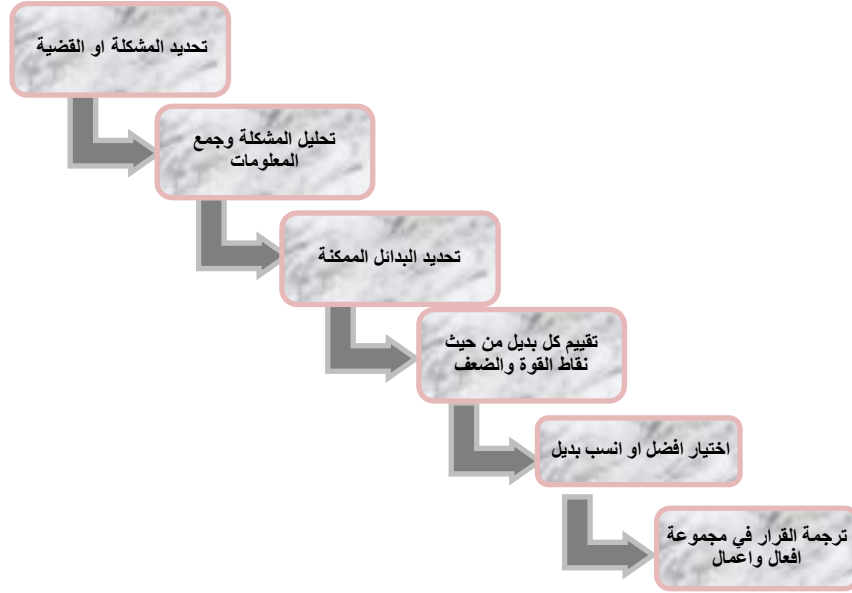 تحديد المشكلة او القضية
تحليل المشكلة وجمع
المعلومات
تحديد البدائل الممكنة
تقييم كل بديل من حيث
نقاط القوة والضعف
اختيار افضل او انسب بديل
ترجمة القرار في مجموعة
افعال واعمال